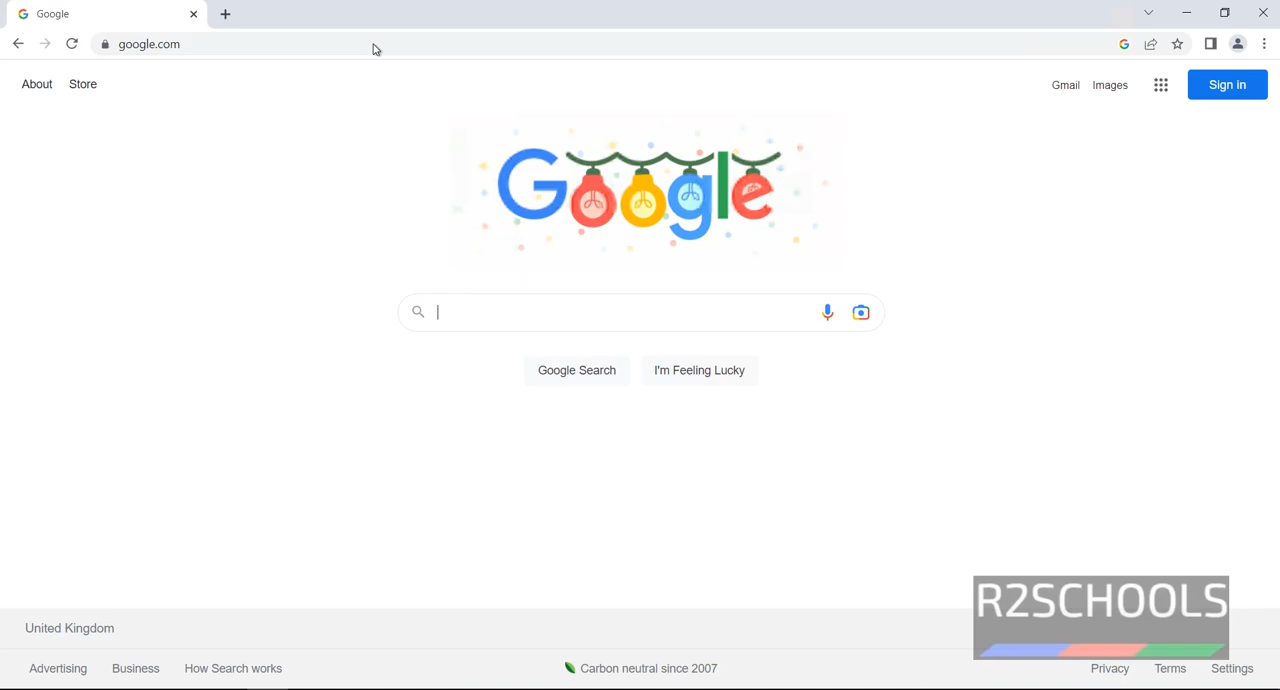 Google
google.com
About Store
Gmail Images Sign in
Google
Google Search I'm Feeling Lucky
R2SCHOOLS
United Kingdom
Advertising Business How Search works Carbon neutral since 2007 Privacy Terms Settings